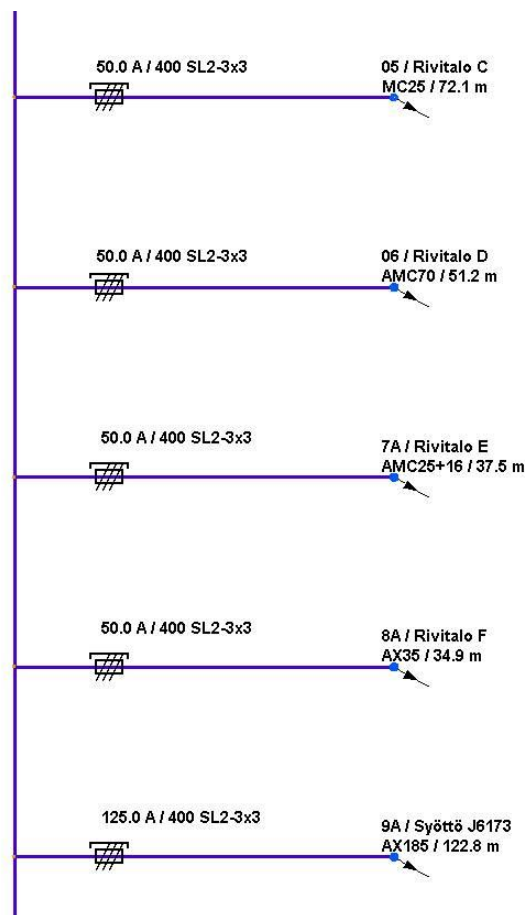 50.0 A / 400 SL2-3x3
05 / Rivitalo C
MC25 / 72.1 m
50.0 A / 400 SL2-3x3
06 / Rivitalo D
AMC70 / 51.2 m
50.0 A / 400 SL2-3x3
7A / Rivitalo E
AMC25+16 / 37.5 m
50.0 A / 400 SL2-3x3
8A / Rivitalo F
AX35 / 34.9 m
125.0 A / 400 SL2-3x3
9A / Syöttö J6173
AX185 / 122.8 m